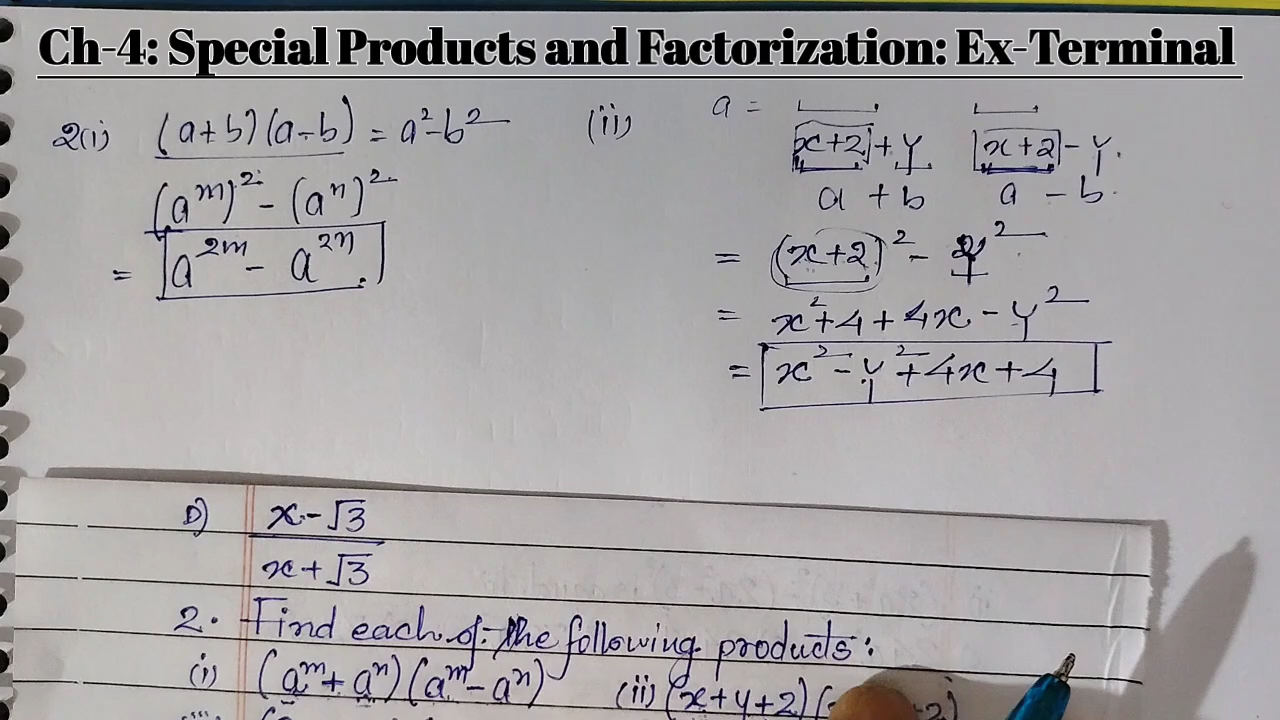 Ch-4: Special Products and Factorization: Ex-Terminal
2(i) (a+b)(a-b) = a²-b²
(a^m)² - (a^n)²
= a^2m - a^2n.
(ii) a =
x+2 + y x+2 - y.
a + b a - b.
= (x+2)² - y²
= x²+4+4x-y²
= x²-y²+4x+4
D) x-√3
x+√3
2. Find each of the following products:
(i) (a^m+a^n)(a^m-a^n) (ii) (x+y+2)( +2)